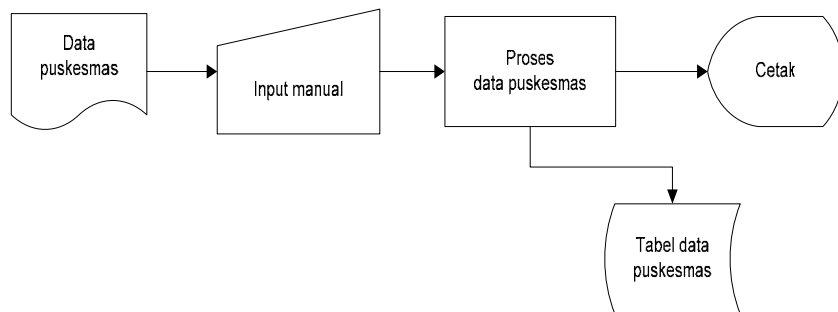 Data
puskesmas
Input manual
Proses
data puskesmas
Cetak
Tabel data
puskesmas